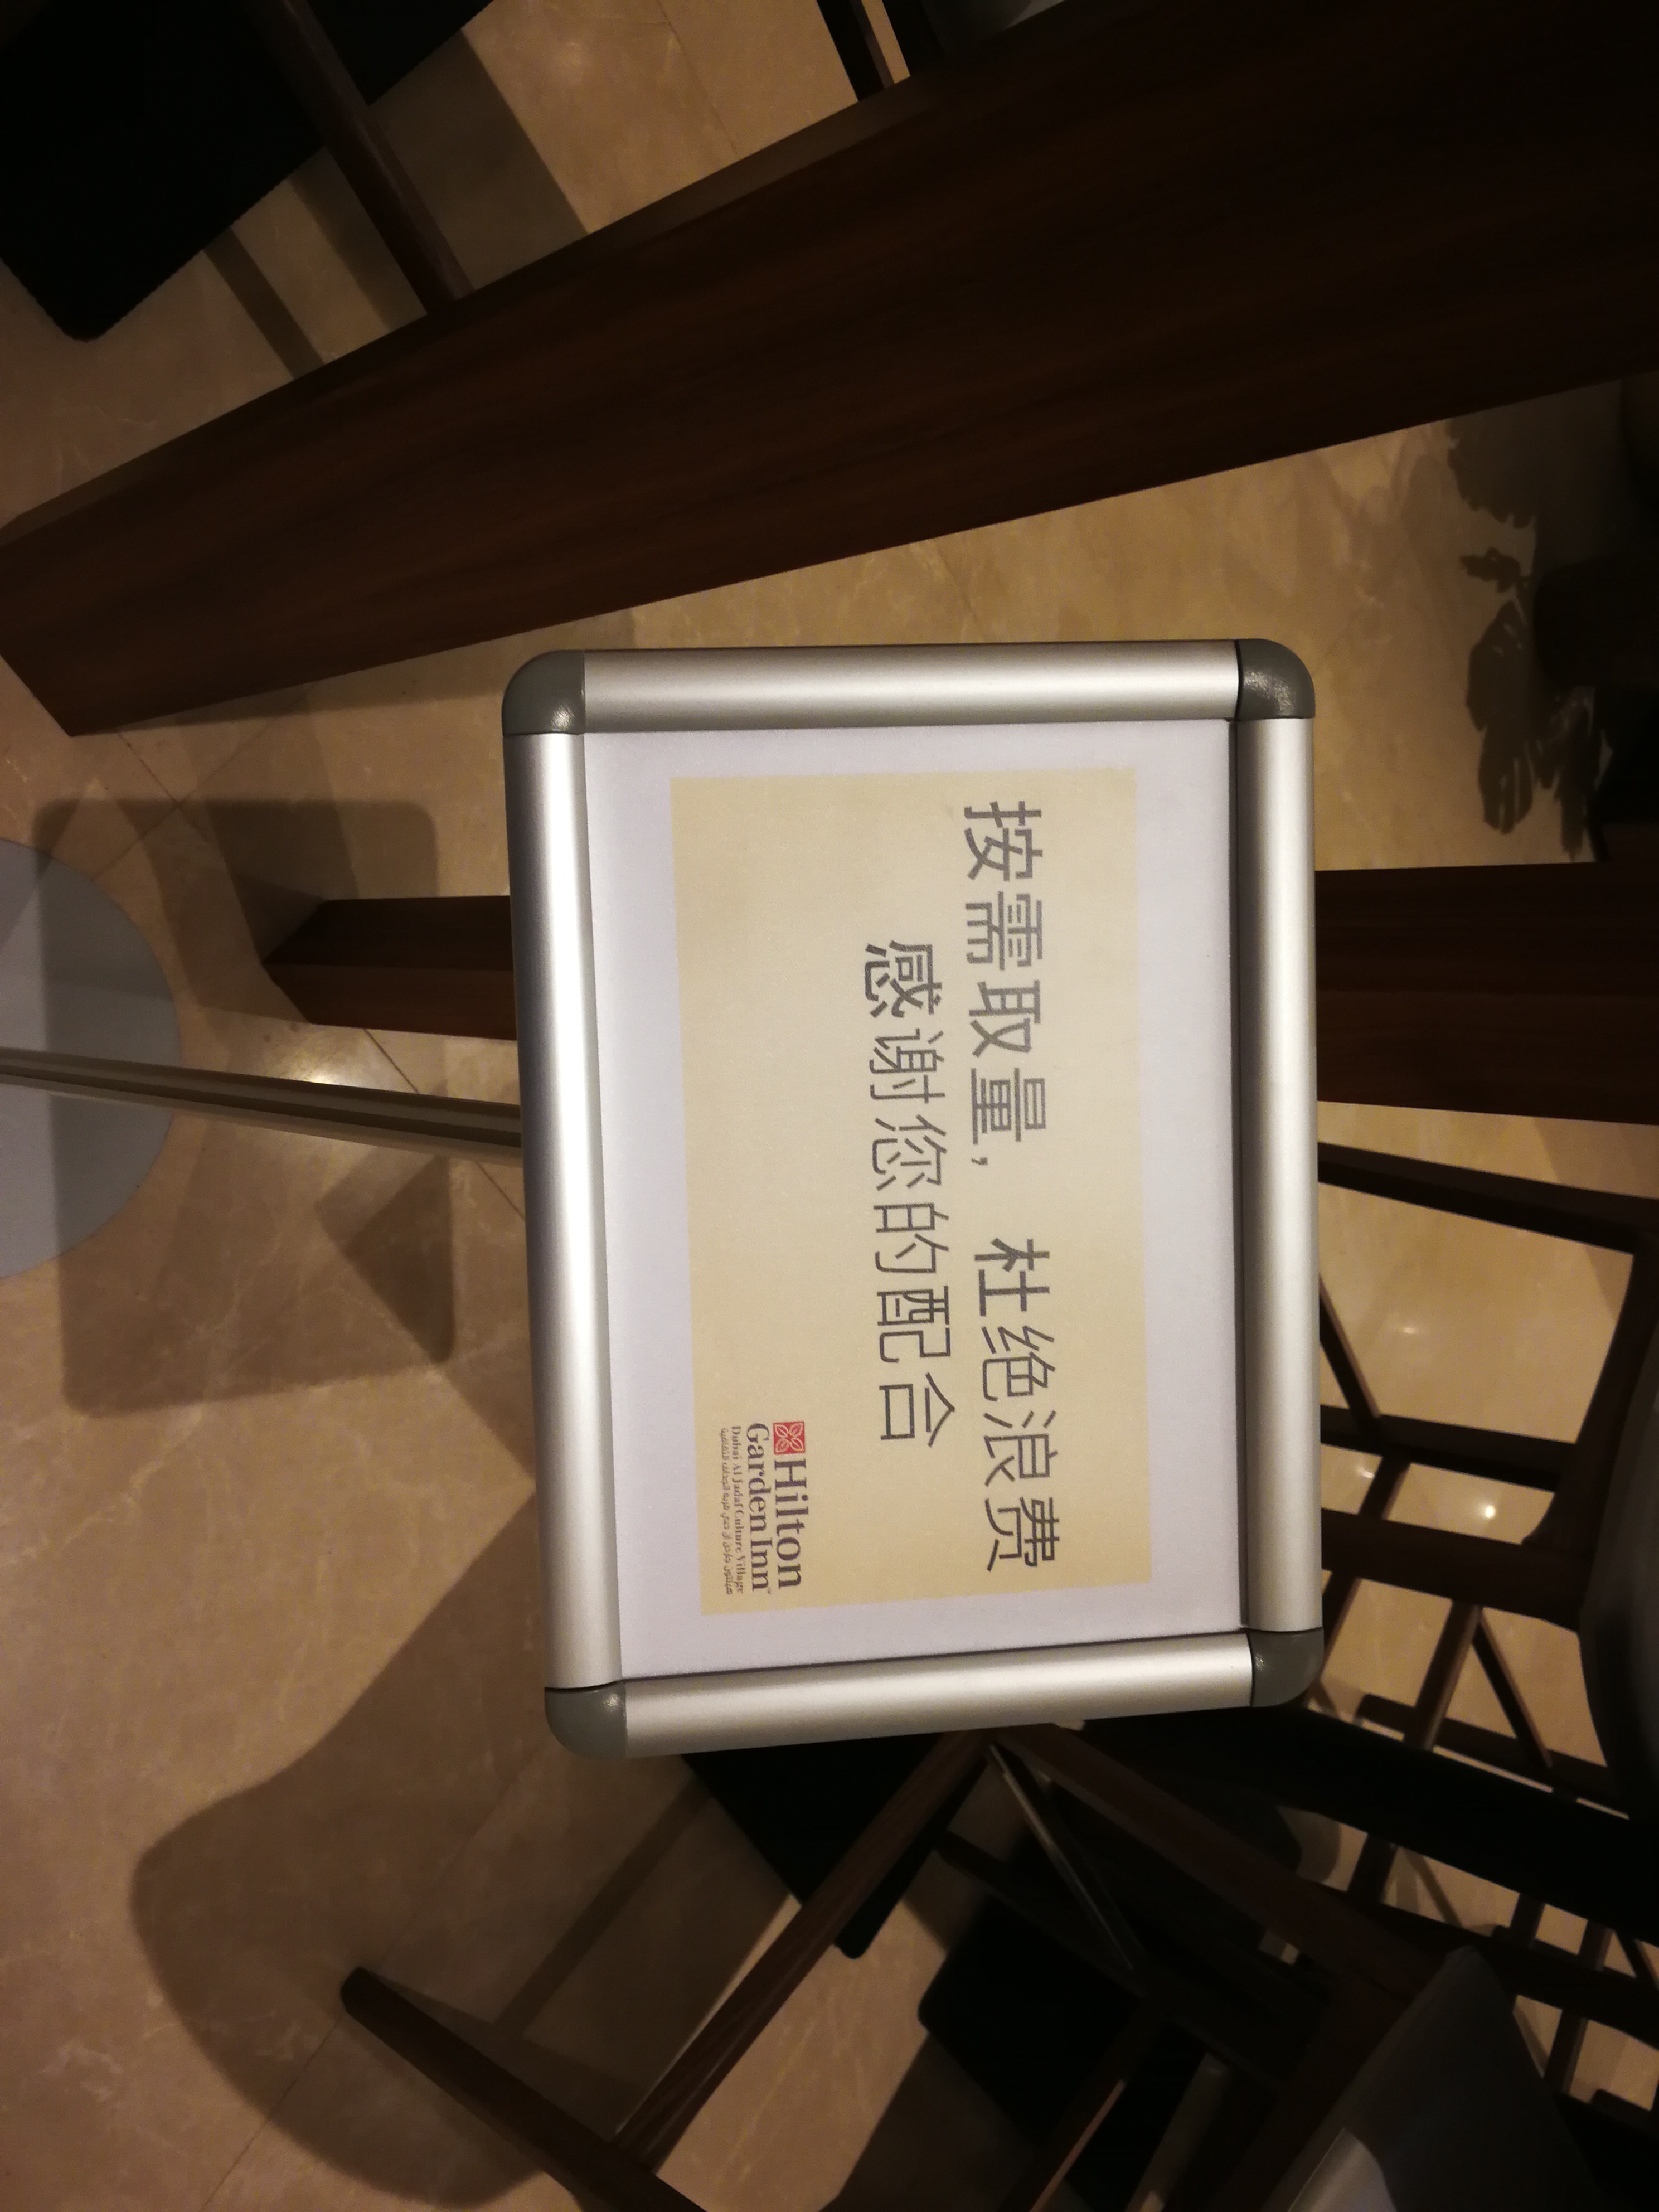 按需取量，杜绝浪费
感谢您的配合
Hilton
Garden Inn
Dubai Al Jadaf Culture Village